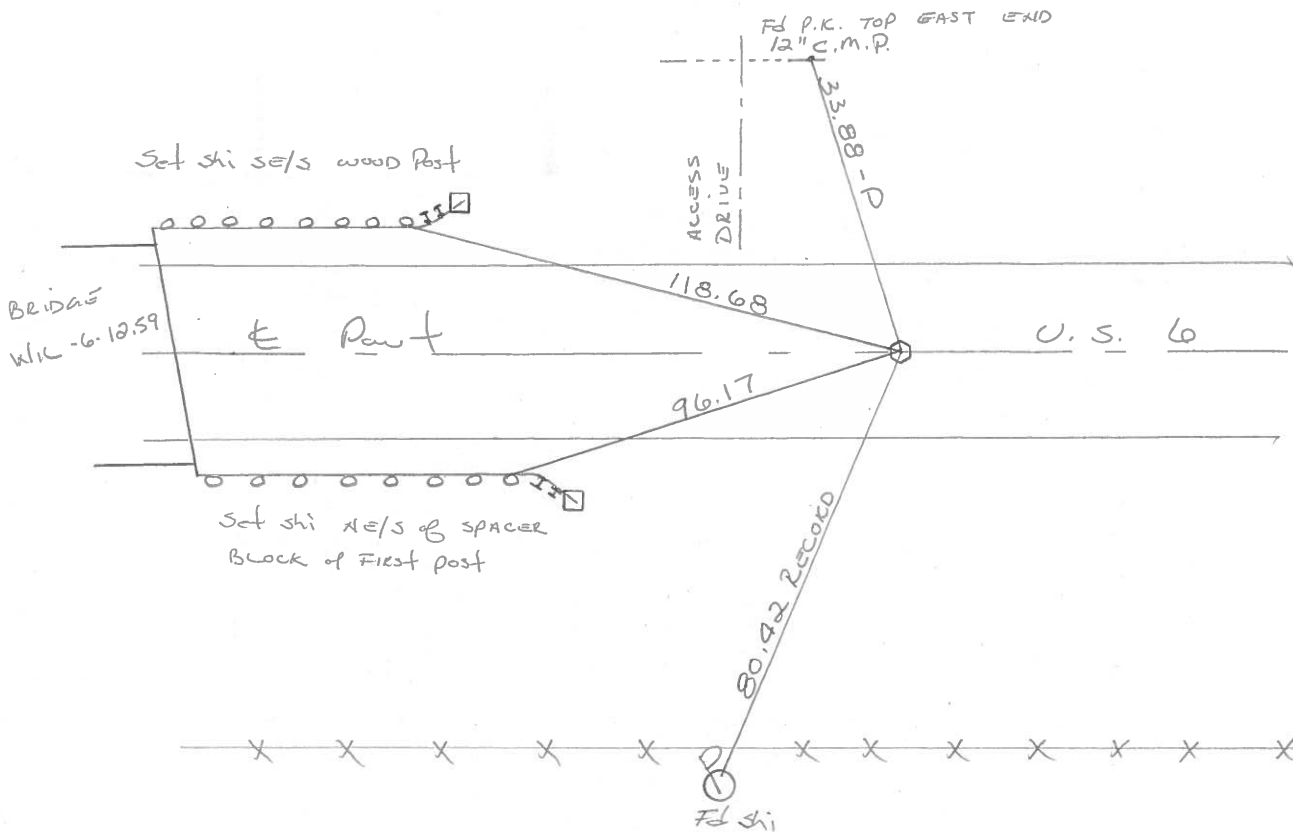 Fd P.K. TOP EAST END
12" C.M.P.
33.88-P
Set shi SE/S WOOD Post
ACCESS
DRIVE
118.68
BRIDGE
WIL-6-12.59
℄ Pav't
U.S. 6
96.17
Set shi NE/S of SPACER
BLOCK of First post
80.42 RECORD
X X X X X X X X X X X
Fd shi